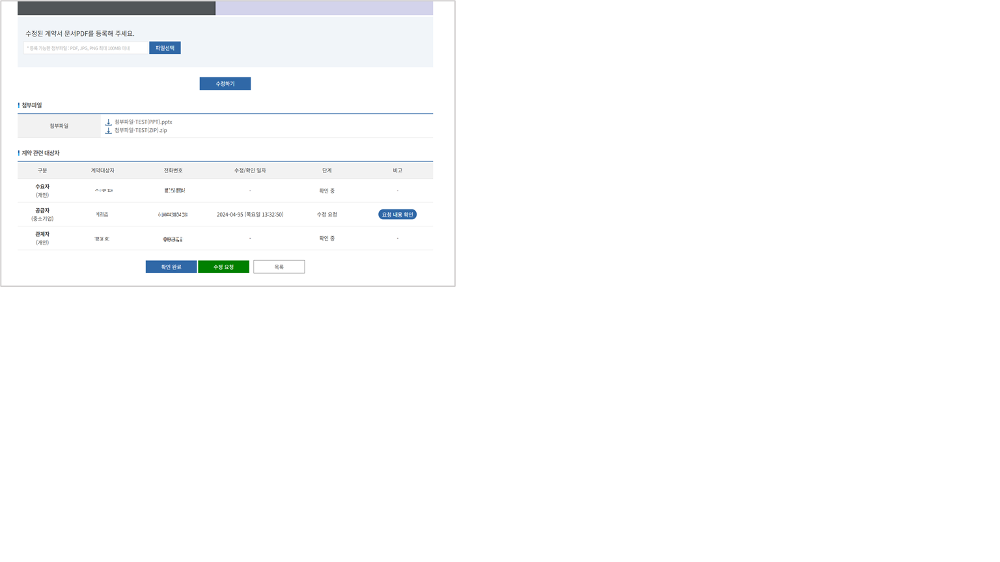 수정된 계약서 문서PDF를 등록해 주세요.
* 등록 가능한 첨부파일 : PDF, JPG, PNG 최대 100MB 이내 파일선택
수정하기
첨부파일
첨부파일 첨부파일-TEST(PPT).pptx
첨부파일-TEST(ZIP).zip
계약 관련 대상자
구분 계약대상자 전화번호 수정/확인 일자 단계 비고
수요자
(개인) - 확인 중 -
공급자
(중소기업) 2024-04-95 (목요일 13:32:50) 수정 요청 요청 내용 확인
관계자
(개인) - 확인 중 -
확인 완료 수정 요청 목록